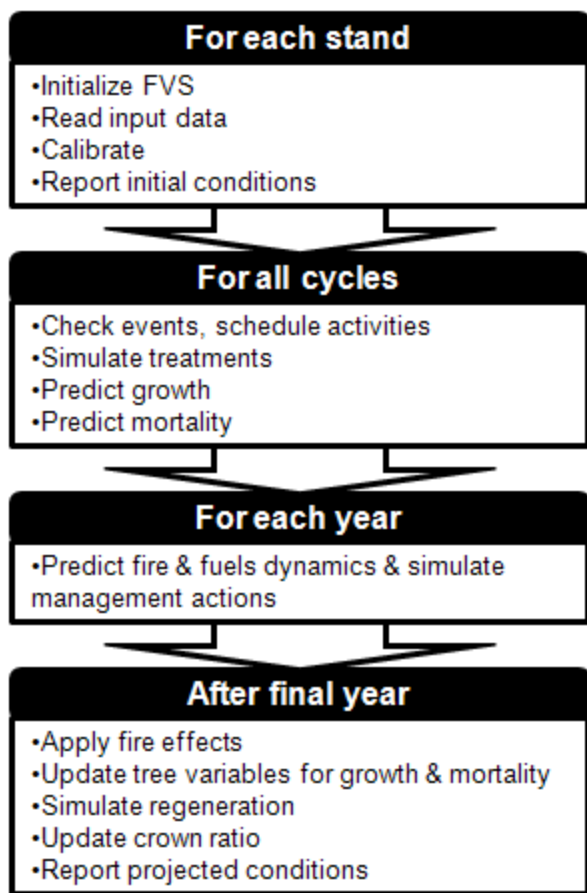 For each stand
•Initialize FVS
•Read input data
•Calibrate
•Report initial conditions
For all cycles
•Check events, schedule activities
•Simulate treatments
•Predict growth
•Predict mortality
For each year
•Predict fire & fuels dynamics & simulate
management actions
After final year
•Apply fire effects
•Update tree variables for growth & mortality
•Simulate regeneration
•Update crown ratio
•Report projected conditions